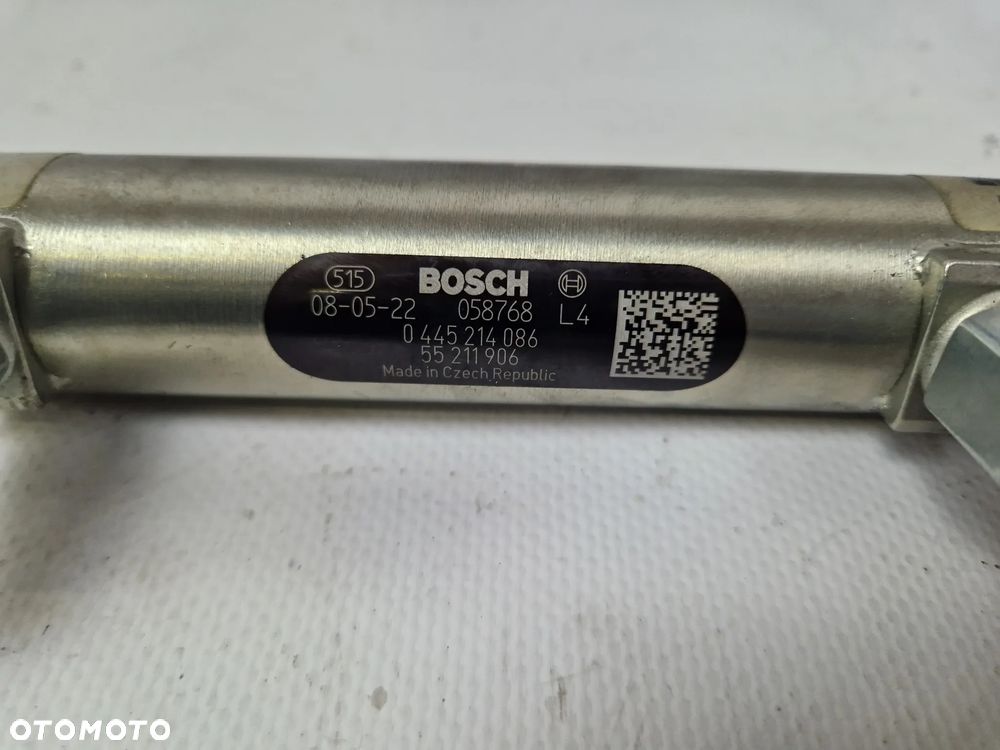 515 BOSCH
08-05-22 058768 L4
0 445 214 086
55 211 906
Made in Czech Republic
OTOMOTO